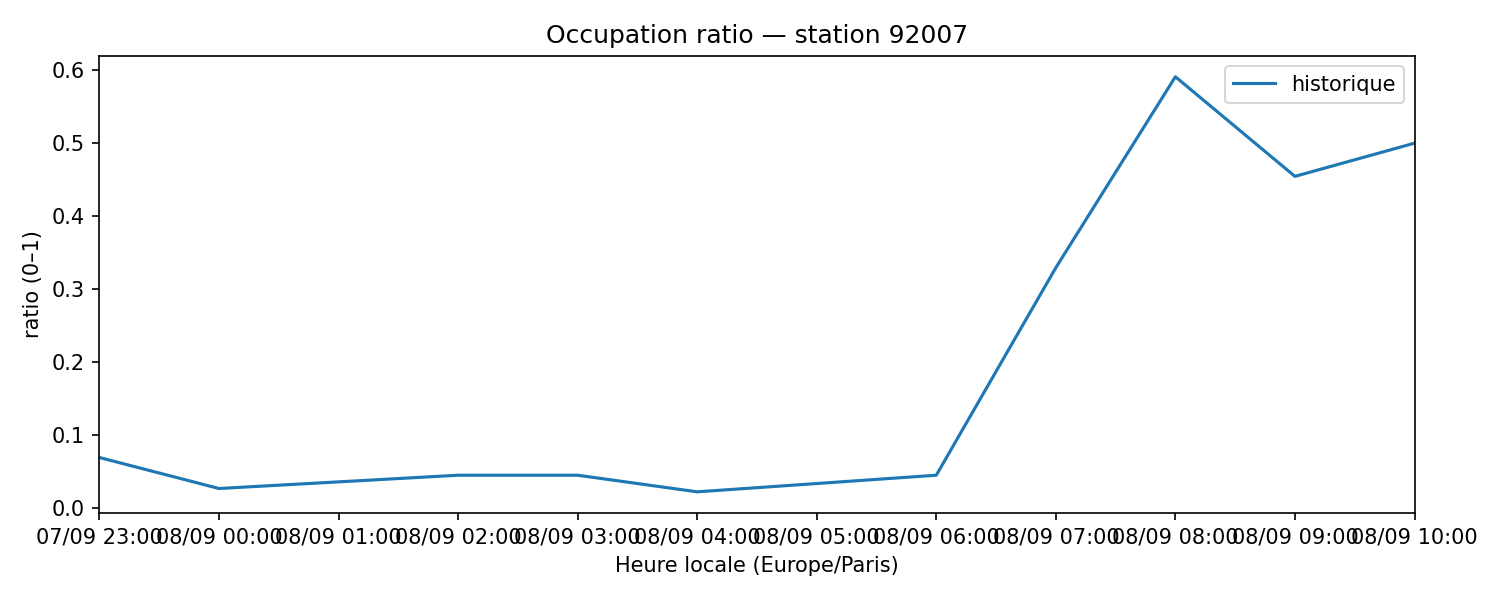 Occupation ratio — station 92007
historique
ratio (0–1)
0.6
0.5
0.4
0.3
0.2
0.1
0.0
07/09 23:00 08/09 00:00 08/09 01:00 08/09 02:00 08/09 03:00 08/09 04:00 08/09 05:00 08/09 06:00 08/09 07:00 08/09 08:00 08/09 09:00 08/09 10:00
Heure locale (Europe/Paris)